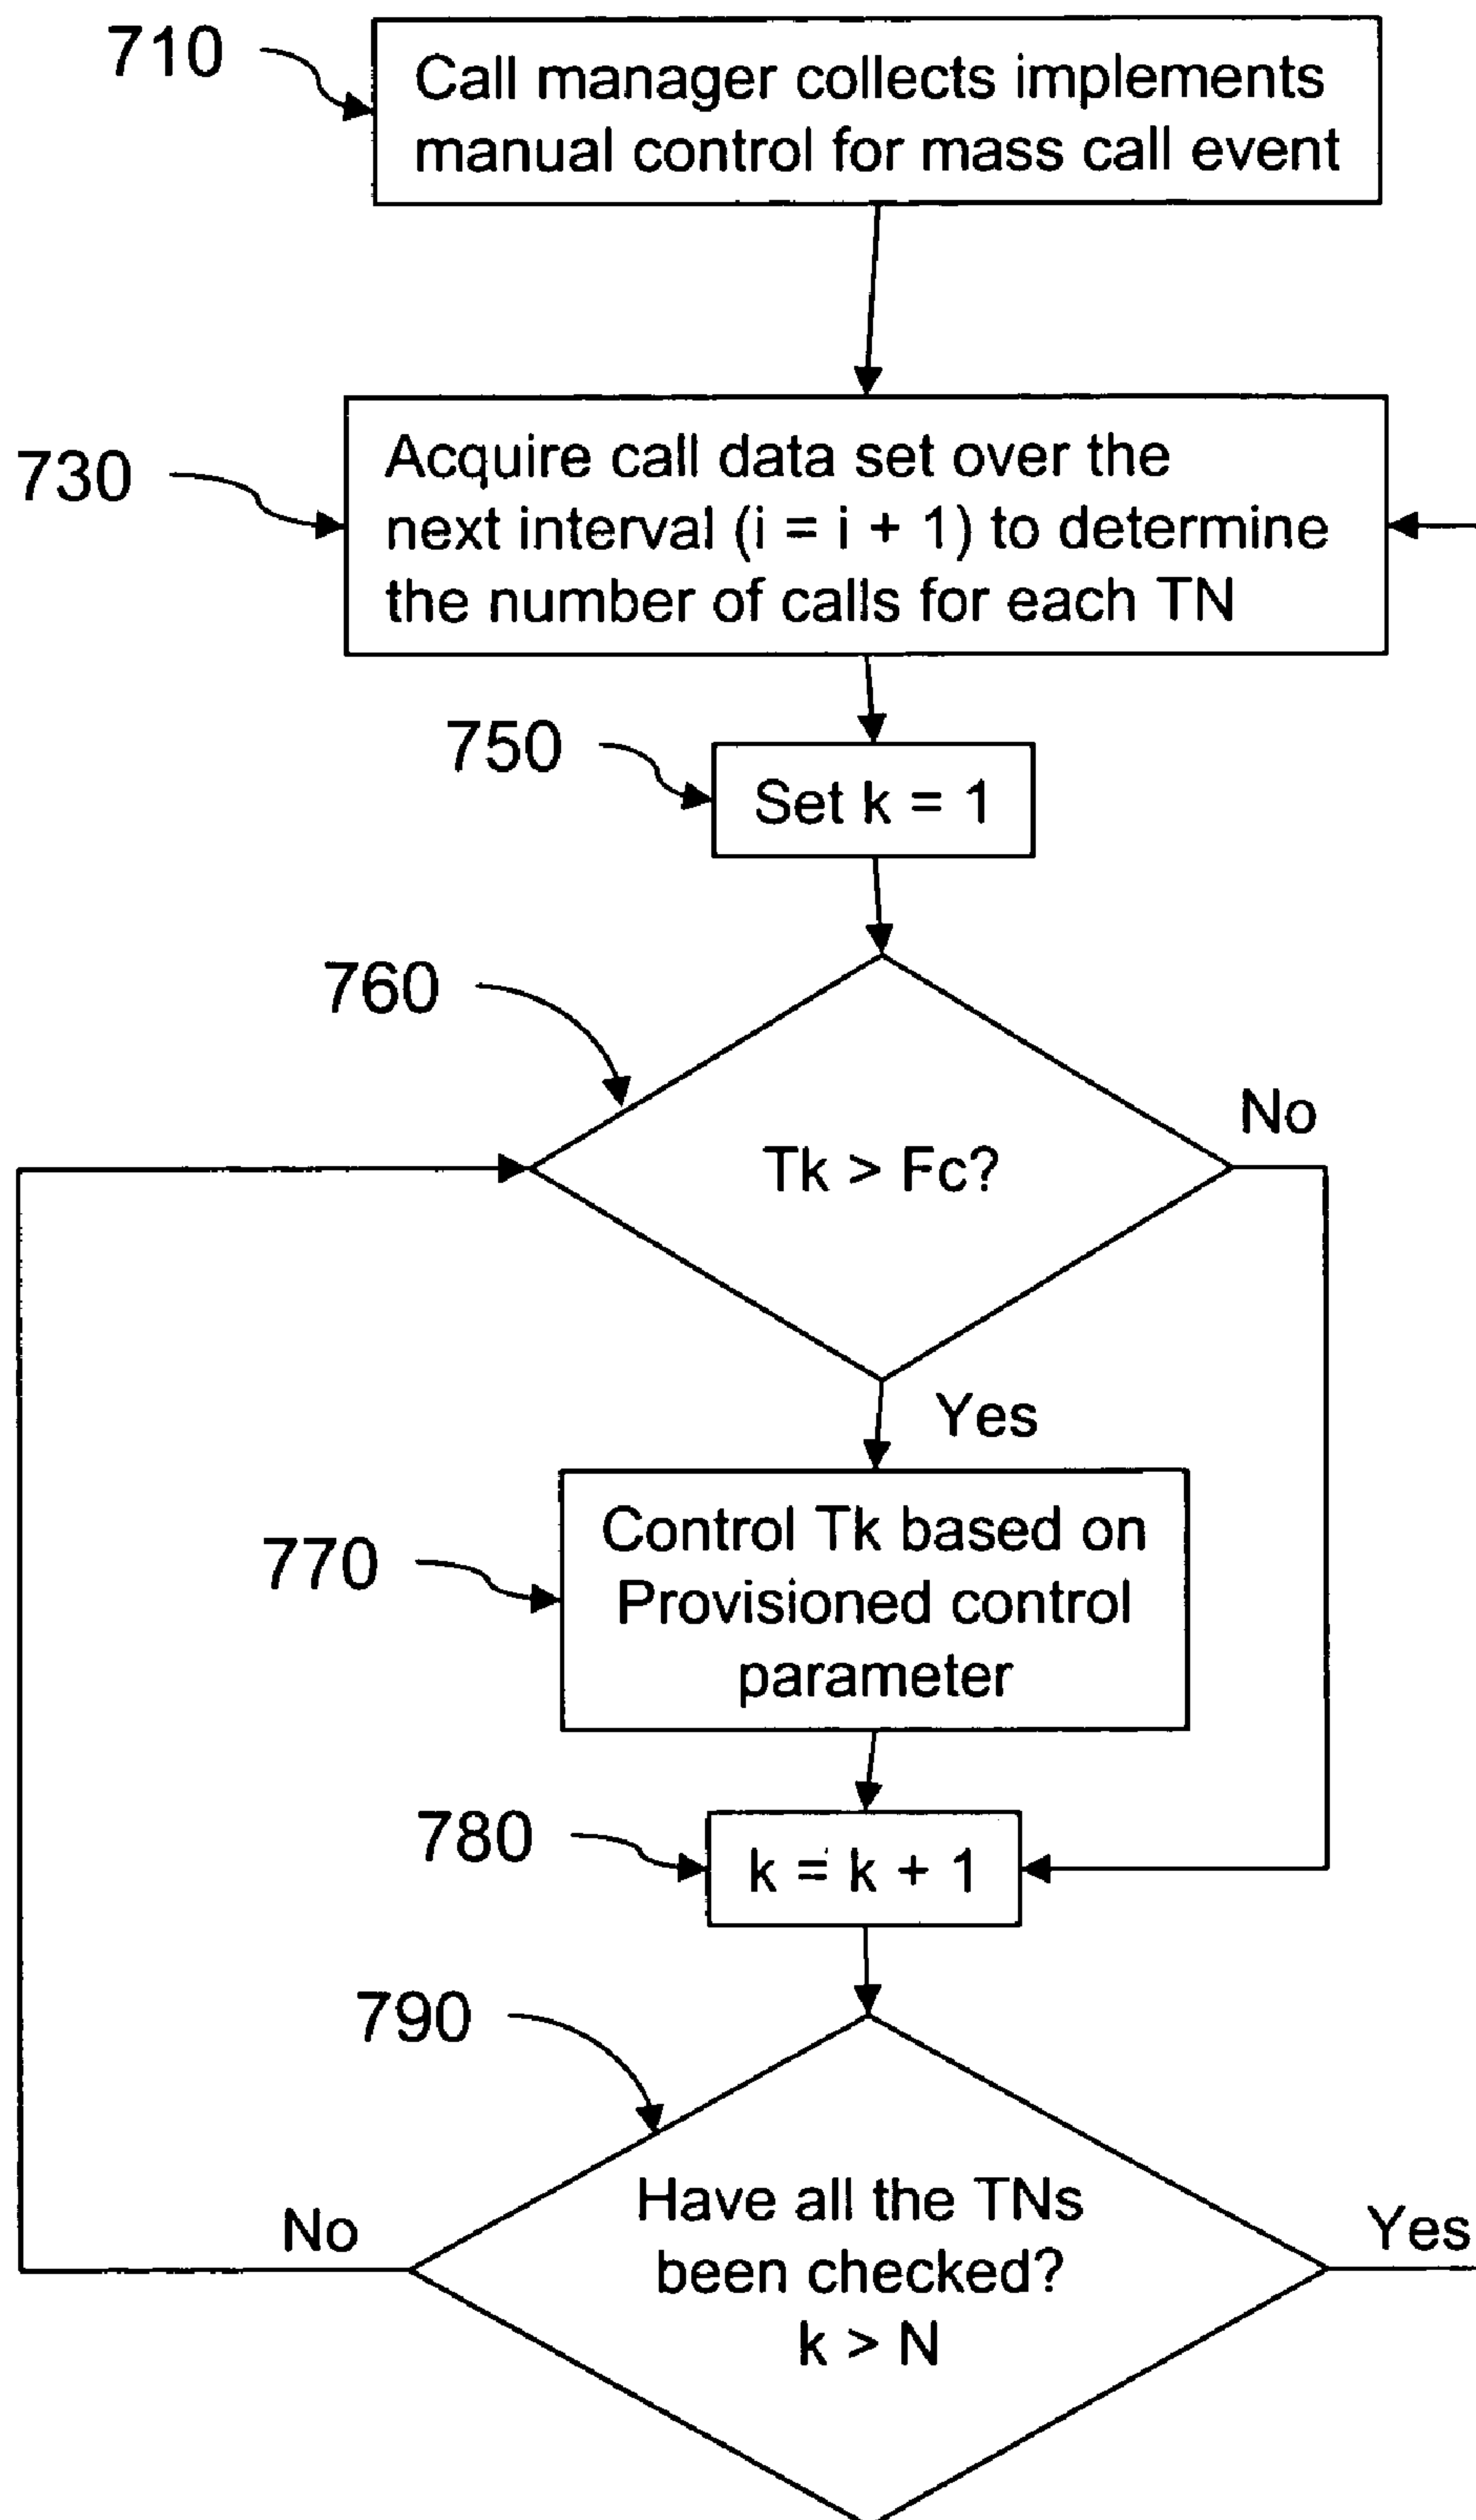 710
Call manager collects implements
manual control for mass call event
730
Acquire call data set over the
next interval (i = i + 1) to determine
the number of calls for each TN
750
Set k = 1
760
Tk > Fc?
No
Yes
770
Control Tk based on
Provisioned control
parameter
780
k = k + 1
790
Have all the TNs
been checked?
k > N
No
Yes